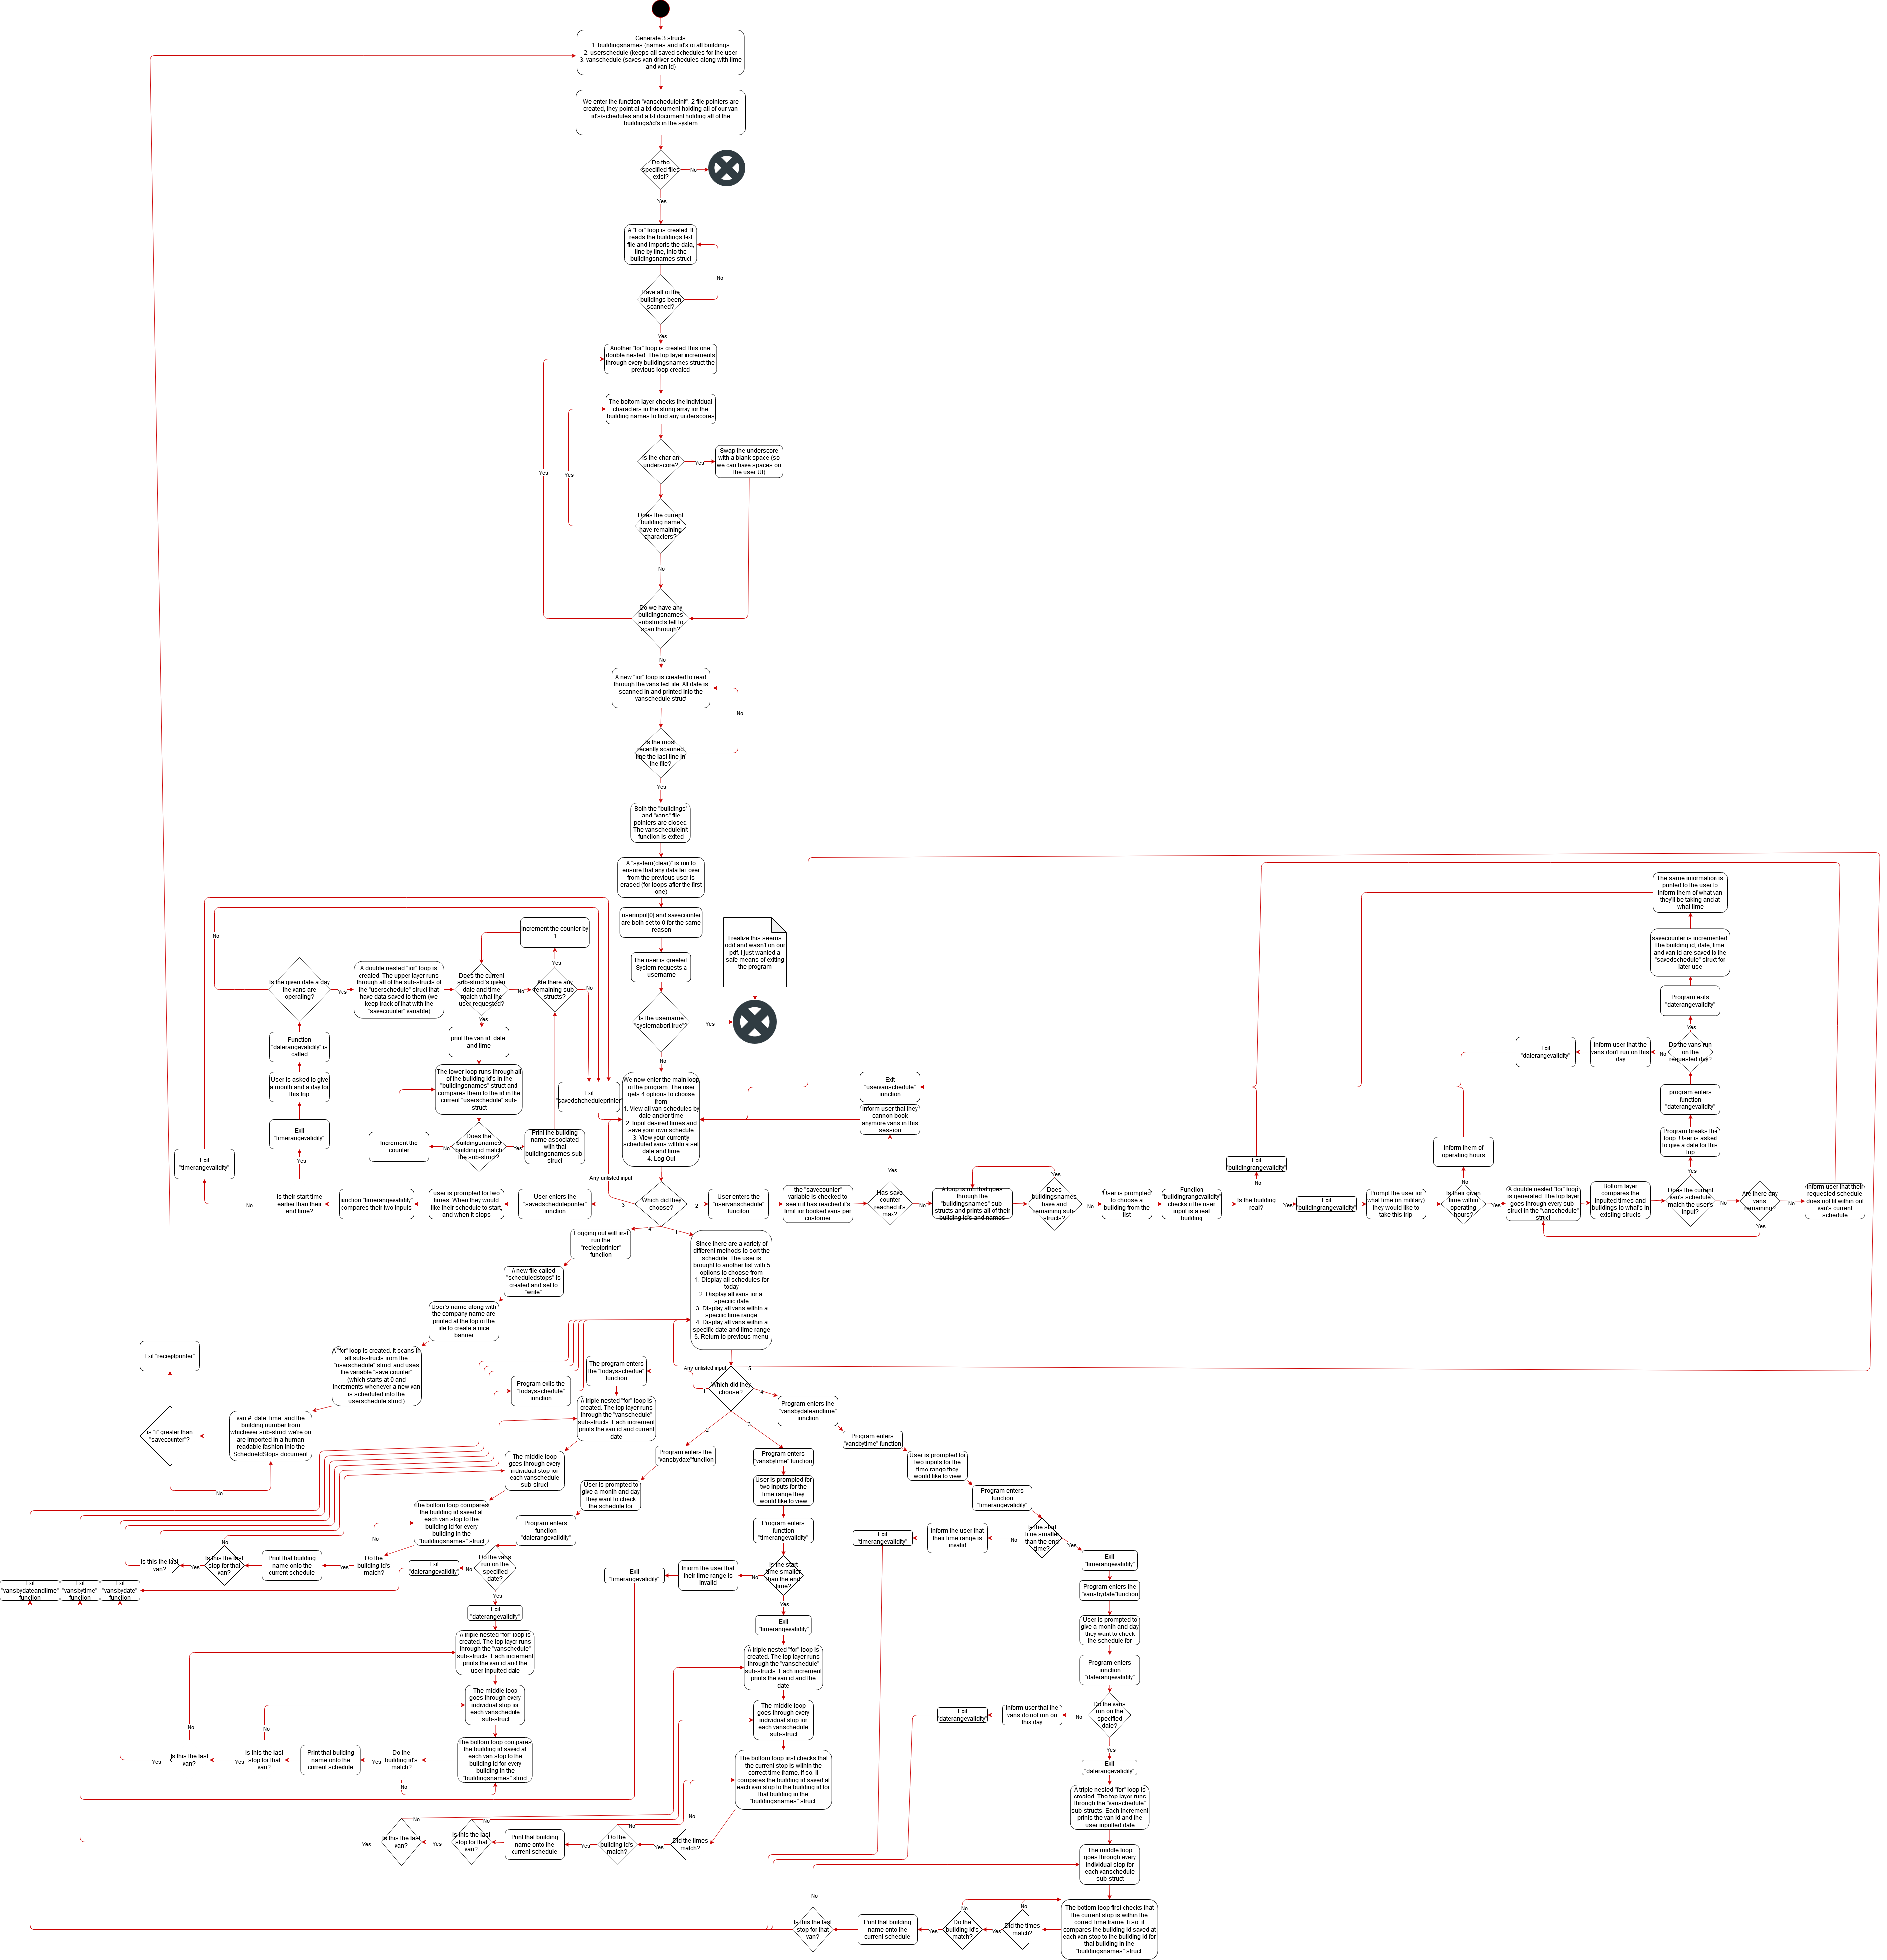 Generate 3 structs
1. buildingsnames (names and id's of all buildings
2. userschedule (keeps all saved schedules for the user
3. vanschedule (saves van driver schedules along with time
and van id)
We enter the function "vanscheduleinit". 2 file pointers are
created, they point at a txt document holding all of our van
id's/schedules and a txt document holding all of the
buildings/id's in the system
Do the
specified files
exist?
No
Yes
A "For" loop is created. It
reads the buildings text
file and imports the data,
line by line, into the
buildingsnames struct
No
Have all of the
buildings been
scanned?
Yes
Another "for" loop is created, this one
double nested. The top layer increments
through every buildingsnames struct the
previous loop created
The bottom layer checks the individual
characters in the string array for the
building names to find any underscores
Is the char an
underscore?
Yes
Swap the underscore
with a blank space (so
we can have spaces on
the user UI)
Yes
Yes
Does the current
building name
have remaining
characters?
No
Do we have any
buildingsnames
substructs left to
scan through?
No
A new "for" loop is created to read
through the vans text file. All date is
scanned in and printed into the
vanschedule struct
No
Is the most
recently scanned
line the last line in
the file?
Yes
Both the "buildings"
and "vans" file
pointers are closed.
The vanscheduleinit
function is exited
A "system(clear)" is run to
ensure that any data left over
from the previous user is
erased (for loops after the first
one)
userinput[0] and savecounter
are both set to 0 for the same
reason
The user is greeted.
System requests a
username
I realize this seems
odd and wasn't on our
pdf. I just wanted a
safe means of exiting
the program
Is the username
"systemabort.true"?
Yes
No
We now enter the main loop
of the program. The user
gets 4 options to choose
from
1. View all van schedules by
date and/or time
2. Input desired times and
save your own schedule
3. View your currently
scheduled vans within a set
date and time
4. Log Out
Any unlisted input
Which did they
choose?
3
2
4
1
Exit
"savedshcheduleprinter"
User enters the
"savedscheduleprinter"
function
user is prompted for two
times. When they would
like their schedule to start,
and when it stops
function "timerangevalidity"
compares their two inputs
Is their start time
earlier than their
end time?
No
Exit
"timerangevalidity"
Yes
Exit
"timerangevalidity"
User is asked to give
a month and a day for
this trip
Function
"daterangevalidity" is
called
Is the given date a day
the vans are
operating?
No
Yes
A double nested "for" loop is
created. The upper layer runs
through all of the sub-structs of
the "userschedule" struct that
have data saved to them (we
keep track of that with the
"savecounter" variable)
Does the current
sub-struct's given
date and time
match what the
user requested?
No
Are there any
remaining sub
structs?
No
Yes
Increment the counter by
1
Yes
print the van id, date,
and time
The lower loop runs through all
of the building id's in the
"buildingsnames" struct and
compares them to the id in the
current "userschedule" sub-
struct
Does the
buildingsnames
building id match
the sub-struct?
No
Increment the
counter
Yes
Print the building
name associated
with that
buildingsnames sub-
struct
User enters the
"uservanschedule"
function
the "savecounter"
variable is checked to
see if it has reached it's
limit for booked vans per
customer
Has save
counter
reached it's
max?
Yes
Inform user that they
cannon book
anymore vans in this
session
Exit
"uservanschedule"
function
No
A loop is run that goes
through the
"buildingsnames" sub-
structs and prints all of their
building id's and names
Does
buildingsnames
have and
remaining sub-
structs?
Yes
No
User is prompted
to choose a
building from the
list
Function
"buildingrangevalidity"
checks if the user
input is a real
building
Is the building
real?
No
Exit
"buildingrangevalidity"
Yes
Exit
"buildingrangevalidity"
Prompt the user for
what time (in military)
they would like to
take this trip
Is their given
time within
operating
hours?
No
Inform them of
operating hours
Yes
A double nested "for" loop
is generated. The top layer
goes through every sub-
struct in the "vanschedule"
struct
Bottom layer
compares the
inputted times and
buildings to what's in
existing structs
Does the current
van's schedule
match the user's
input?
No
Are there any
vans
remaining?
Yes
No
Inform user that their
requested schedule
does not fit within out
van's current
schedule
Yes
Program breaks the
loop. User is asked
to give a date for this
trip
program enters
function
"daterangevalidity"
Do the vans run
on the
requested day?
No
Inform user that the
vans don't run on this
day
Exit
"daterangevalidity"
Yes
Program exits
"daterangevalidity"
savecounter is incremented.
The building id, date, time,
and van id are saved to the
"savedschedule" struct for
later use
The same information is
printed to the user to
inform them of what van
they'll be taking and at
what time
Logging out will first
run the
"recieptprinter"
function
A new file called
"scheduledstops" is
created and set to
"write"
User's name along with
the company name are
printed at the top of the
file to create a nice
banner
A "for" loop is created. It scans in
all sub-structs from the
"userschedule" struct and uses
the variable "save counter"
(which starts at 0 and
increments whenever a new van
is scheduled into the
userschedule struct)
van #, date, time, and the
building number from
whichever sub-struct we're on
are imported in a human
readable fashion into the
SchedueldStops document
is "I" greater than
"savecounter"?
No
Exit "recieptprinter"
Since there are a variety of
different methods to sort the
schedule. The user is
brought to another list with 5
options to choose from
1. Display all schedules for
today
2. Display all vans for a
specific date
3. Display all vans within a
specific time range
4. Display all vans within a
specific date and time range
5. Return to previous menu
Any unlisted input
5
Which did they
choose?
1
4
2
3
The program enters
the "todaysschedue"
function
Program exits the
"todaysschedule"
function
A triple nested "for" loop is
created. The top layer runs
through the "vanschedule"
sub-structs. Each increment
prints the van id and current
date
The middle loop
goes through every
individual stop for
each vanschedule
sub-struct
The bottom loop compares
the building id saved at
each van stop to the
building id for every
building in the
"buildingsnames" struct
Do the
building id's
match?
No
Yes
Print that building
name onto the
current schedule
Is this the last
stop for that
van?
No
Yes
Is this the last
van?
Exit
"vansbydateandtime"
function
Exit
"vansbytime"
function
Exit
"vansbydate"
function
Program enters the
"vansbydate"function
User is prompted to
give a month and day
they want to check
the schedule for
Program enters
function
"daterangevalidity"
Do the vans
run on the
specified
date?
No
Exit
"daterangevalidity"
Yes
Exit
"daterangevalidity"
A triple nested "for" loop is
created. The top layer runs
through the "vanschedule"
sub-structs. Each increment
prints the van id and the
user inputted date
The middle loop
goes through every
individual stop for
each vanschedule
sub-struct
The bottom loop compares
the building id saved at
each van stop to the
building id for every
building in the
"buildingsnames" struct
Do the
building id's
match?
No
Yes
Print that building
name onto the
current schedule
Is this the last
stop for that
van?
No
Yes
Is this the last
van?
No
Yes
Program enters
"vansbytime" function
User is prompted for
two inputs for the
time range they
would like to view
Program enters
function
"timerangevalidity"
Is the start
time smaller
than the end
time?
No
Inform the user that
their time range is
invalid
Exit
"timerangevalidity"
Yes
Exit
"timerangevalidity"
A triple nested "for" loop is
created. The top layer runs
through the "vanschedule"
sub-structs. Each increment
prints the van id and the
date
The middle loop
goes through every
individual stop for
each vanschedule
sub-struct
The bottom loop first checks that
the current stop is within the
correct time frame. If so, it
compares the building id saved at
each van stop to the building id for
that building in the
"buildingsnames" struct.
Did the times
match?
No
Yes
Do the
building id's
match?
No
Yes
Print that building
name onto the
current schedule
Is this the last
stop for that
van?
No
Yes
Is this the last
van?
No
Yes
Program enters the
"vansbydateandtime"
function
Program enters
"vansbytime" function
User is prompted for
two inputs for the
time range they
would like to view
Program enters
function
"timerangevalidity"
Is the start
time smaller
than the end
time?
No
Inform the user that
their time range is
invalid
Exit
"timerangevalidity"
Yes
Exit
"timerangevalidity"
Program enters the
"vansbydate"function
User is prompted to
give a month and day
they want to check
the schedule for
Program enters
function
"daterangevalidity"
Do the vans
run on the
specified
date?
No
Inform user that the
vans do not run on
this day
Exit
"daterangevalidity"
Yes
Exit
"daterangevalidity"
A triple nested "for" loop is
created. The top layer runs
through the "vanschedule"
sub-structs. Each increment
prints the van id and the
user inputted date
The middle loop
goes through every
individual stop for
each vanschedule
sub-struct
The bottom loop first checks that
the current stop is within the
correct time frame. If so, it
compares the building id saved at
each van stop to the building id for
that building in the
"buildingsnames" struct.
Did the times
match?
No
Yes
Do the
building id's
match?
No
Yes
Print that building
name onto the
current schedule
Is this the last
stop for that
van?
No